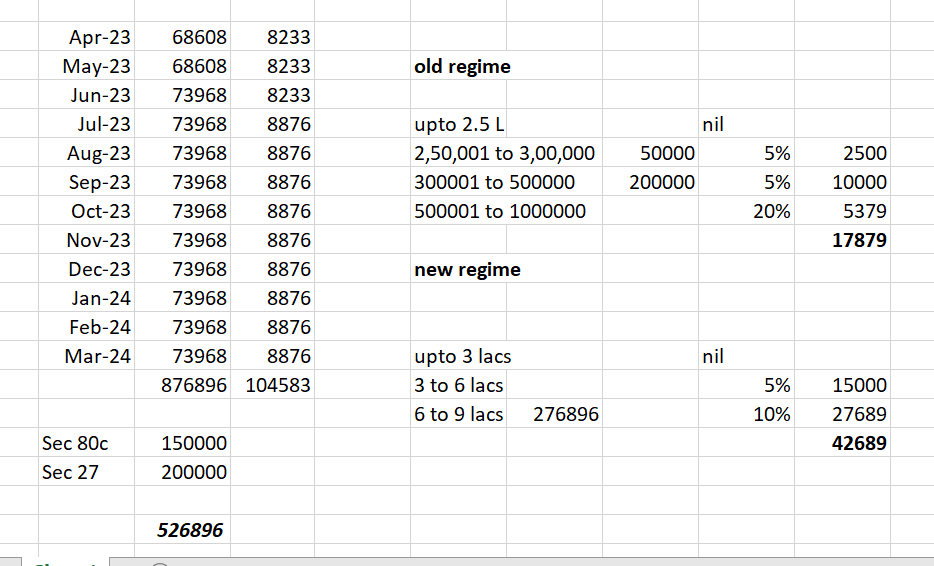 Apr-23 68608 8233
May-23 68608 8233 old regime
Jun-23 73968 8233
Jul-23 73968 8876 upto 2.5 L nil
Aug-23 73968 8876 2,50,001 to 3,00,000 50000 5% 2500
Sep-23 73968 8876 300001 to 500000 200000 5% 10000
Oct-23 73968 8876 500001 to 1000000 20% 5379
Nov-23 73968 8876 17879
Dec-23 73968 8876 new regime
Jan-24 73968 8876
Feb-24 73968 8876
Mar-24 73968 8876 upto 3 lacs nil
876896 104583 3 to 6 lacs 5% 15000
6 to 9 lacs 276896 10% 27689
Sec 80c 150000 42689
Sec 27 200000
526896